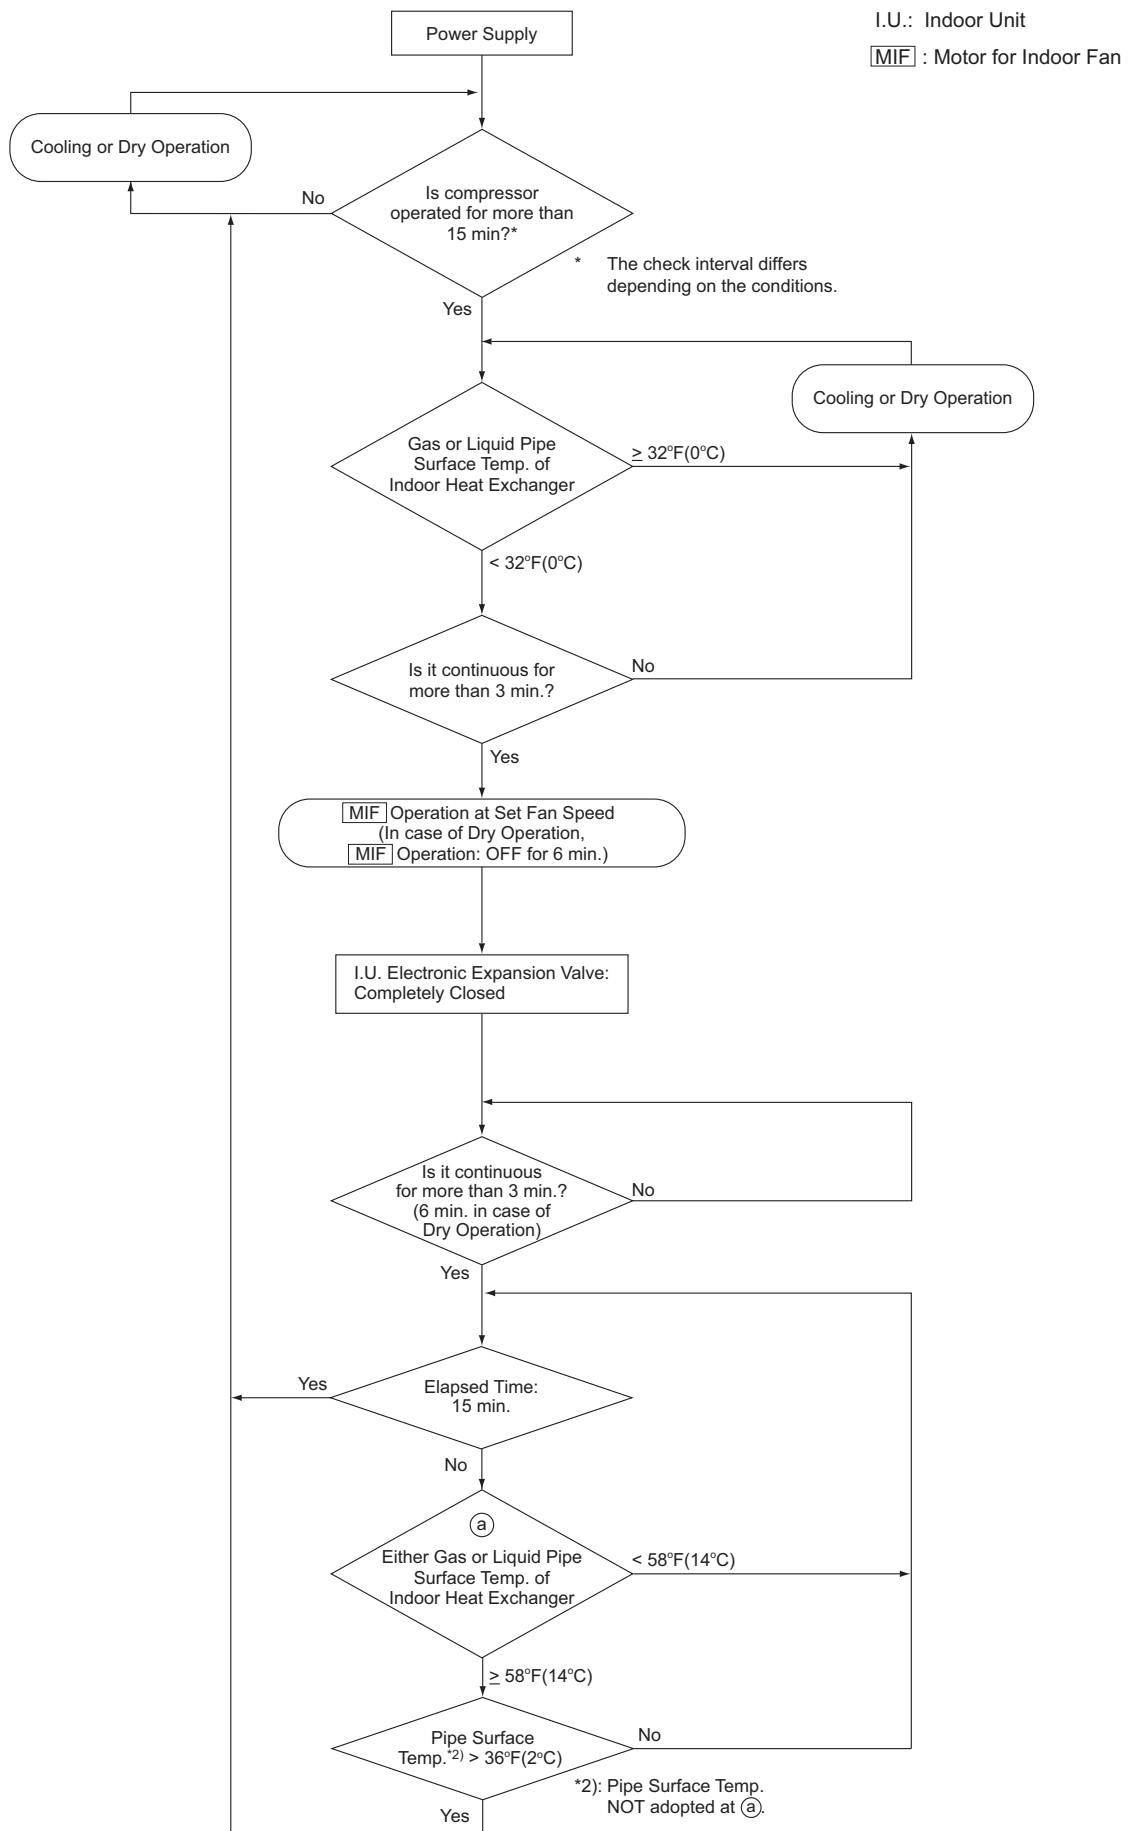 I.U.: Indoor Unit
MIF : Motor for Indoor Fan
Power Supply
Cooling or Dry Operation
No
Is compressor
operated for more than
15 min?*
* The check interval differs
depending on the conditions.
Yes
Cooling or Dry Operation
Gas or Liquid Pipe
Surface Temp. of
Indoor Heat Exchanger
≥ 32°F(0°C)
< 32°F(0°C)
Is it continuous for
more than 3 min.?
No
Yes
MIF Operation at Set Fan Speed
(In case of Dry Operation,
MIF Operation: OFF for 6 min.)
I.U. Electronic Expansion Valve:
Completely Closed
Is it continuous
for more than 3 min.?
(6 min. in case of
Dry Operation)
No
Yes
Yes
Elapsed Time:
15 min.
No
ⓐ
Either Gas or Liquid Pipe
Surface Temp. of
Indoor Heat Exchanger
< 58°F(14°C)
≥ 58°F(14°C)
Pipe Surface
Temp.*2) > 36°F(2°C)
No
*2): Pipe Surface Temp.
NOT adopted at ⓐ.
Yes